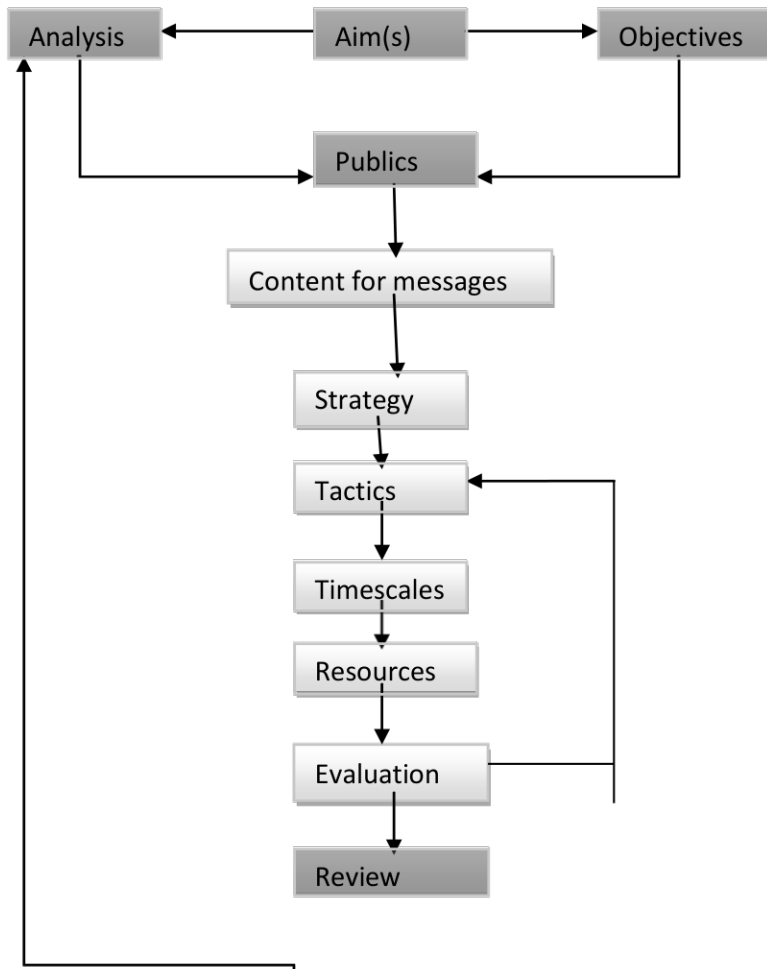 Analysis
Aim(s)
Objectives
Publics
Content for messages
Strategy
Tactics
Timescales
Resources
Evaluation
Review